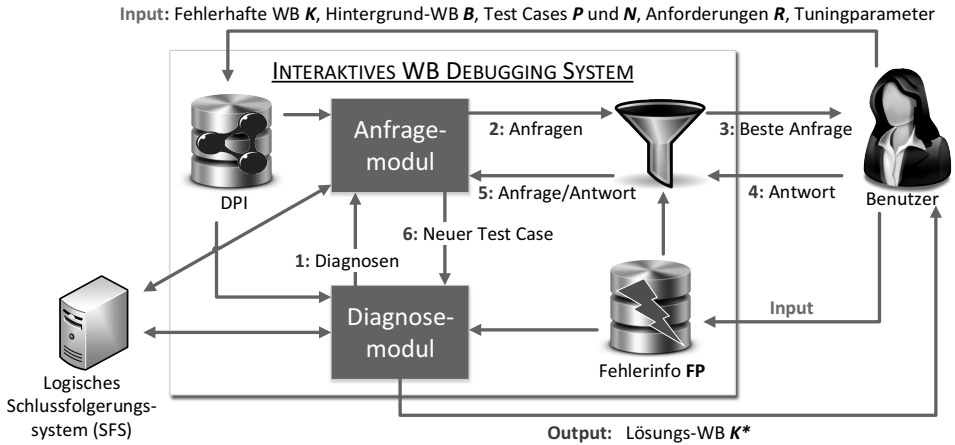 Input: Fehlerhafte WB K, Hintergrund-WB B, Test Cases P und N, Anforderungen R, Tuningparameter
INTERAKTIVES WB DEBUGGING SYSTEM
DPI
Anfrage-
modul
2: Anfragen
3: Beste Anfrage
5: Anfrage/Antwort
4: Antwort
Benutzer
6: Neuer Test Case
1: Diagnosen
Diagnose-
modul
Input
Fehlerinfo FP
Logisches
Schlussfolgerungs-
system (SFS)
Output: Lösungs-WB K*